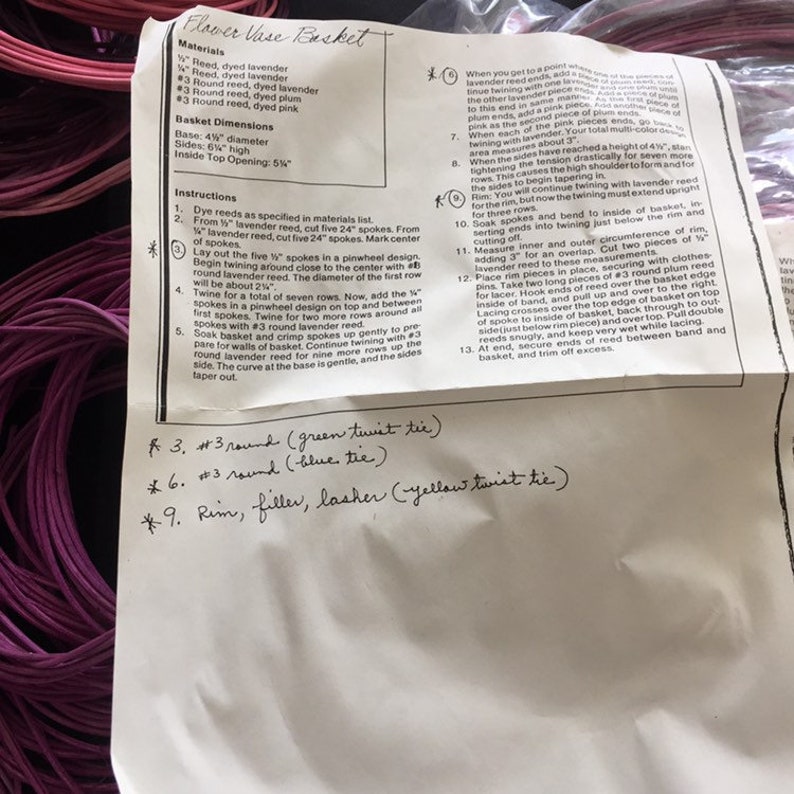 Flower Vase Basket
Materials
½" Reed, dyed lavender
¼" Reed, dyed lavender
#3 Round reed, dyed lavender
#3 Round reed, dyed plum
#3 Round reed, dyed pink
Basket Dimensions
Base: 4½" diameter
Sides: 6¼" high
Inside Top Opening: 5¼"
Instructions
1. Dye reeds as specified in materials list.
2. From ½" lavender reed, cut five 24" spokes. From
¼" lavender reed, cut five 24" spokes. Mark center
of spokes.
* 3. Lay out the five ½" spokes in a pinwheel design.
Begin twining around close to the center with #3
round lavender reed. The diameter of the first row
will be about 2¼".
4. Twine for a total of seven rows. Now, add the ¼"
spokes in a pinwheel design on top and between
first spokes. Twine for two more rows around all
spokes with #3 round lavender reed.
5. Soak basket and crimp spokes up gently to pre-
pare for walls of basket. Continue twining with #3
round lavender reed for nine more rows up the
side. The curve at the base is gentle, and the sides
taper out.
* 6. When you get to a point where one of the pieces of
lavender reed ends, add a piece of plum reed, con-
tinue twining with one lavender and one plum until
the other lavender piece ends. Add a piece of plum
to this end in same manner. As the first piece of
plum ends, add a pink piece. Add another piece of
pink as the second piece of plum ends.
7. When each of the pink pieces ends, go back to
twining with lavender. Your total multi-color design
area measures about 3".
8. When the sides have reached a height of 4½", start
tightening the tension drastically for seven more
rows. This causes the high shoulder to form and for
the sides to begin tapering in.
* 9. Rim: You will continue twining with lavender reed
for the rim, but now the twining must extend upright
for three rows.
10. Soak spokes and bend to inside of basket, in-
serting ends into twining just below the rim and
cutting off.
11. Measure inner and outer circumference of rim,
adding 3" for an overlap. Cut two pieces of ½"
lavender reed to these measurements.
12. Place rim pieces in place, securing with clothes-
pins. Take two long pieces of #3 round plum reed
for lacer. Hook ends of reed over the basket edge
inside of band, and pull up and over to the right.
Lacing crosses over the top edge of basket on top
of spoke to inside of basket, back through to out-
side (just below rim piece) and over top. Pull double
reeds snugly, and keep very wet while lacing.
13. At end, secure ends of reed between band and
basket, and trim off excess.
* 3. #3 round (green twist tie)
* 6. #3 round (blue tie)
* 9. Rim, filler, lasher (yellow twist tie)